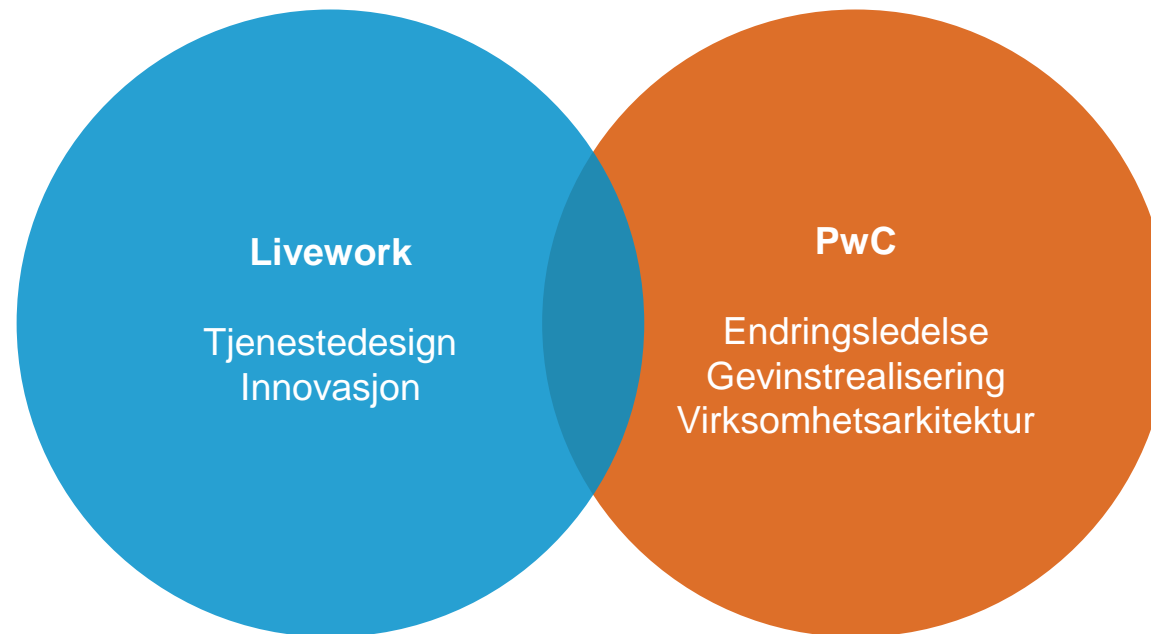 Livework
Tjenestedesign
Innovasjon
PwC
Endringsledelse
Gevinstrealisering
Virksomhetsarkitektur